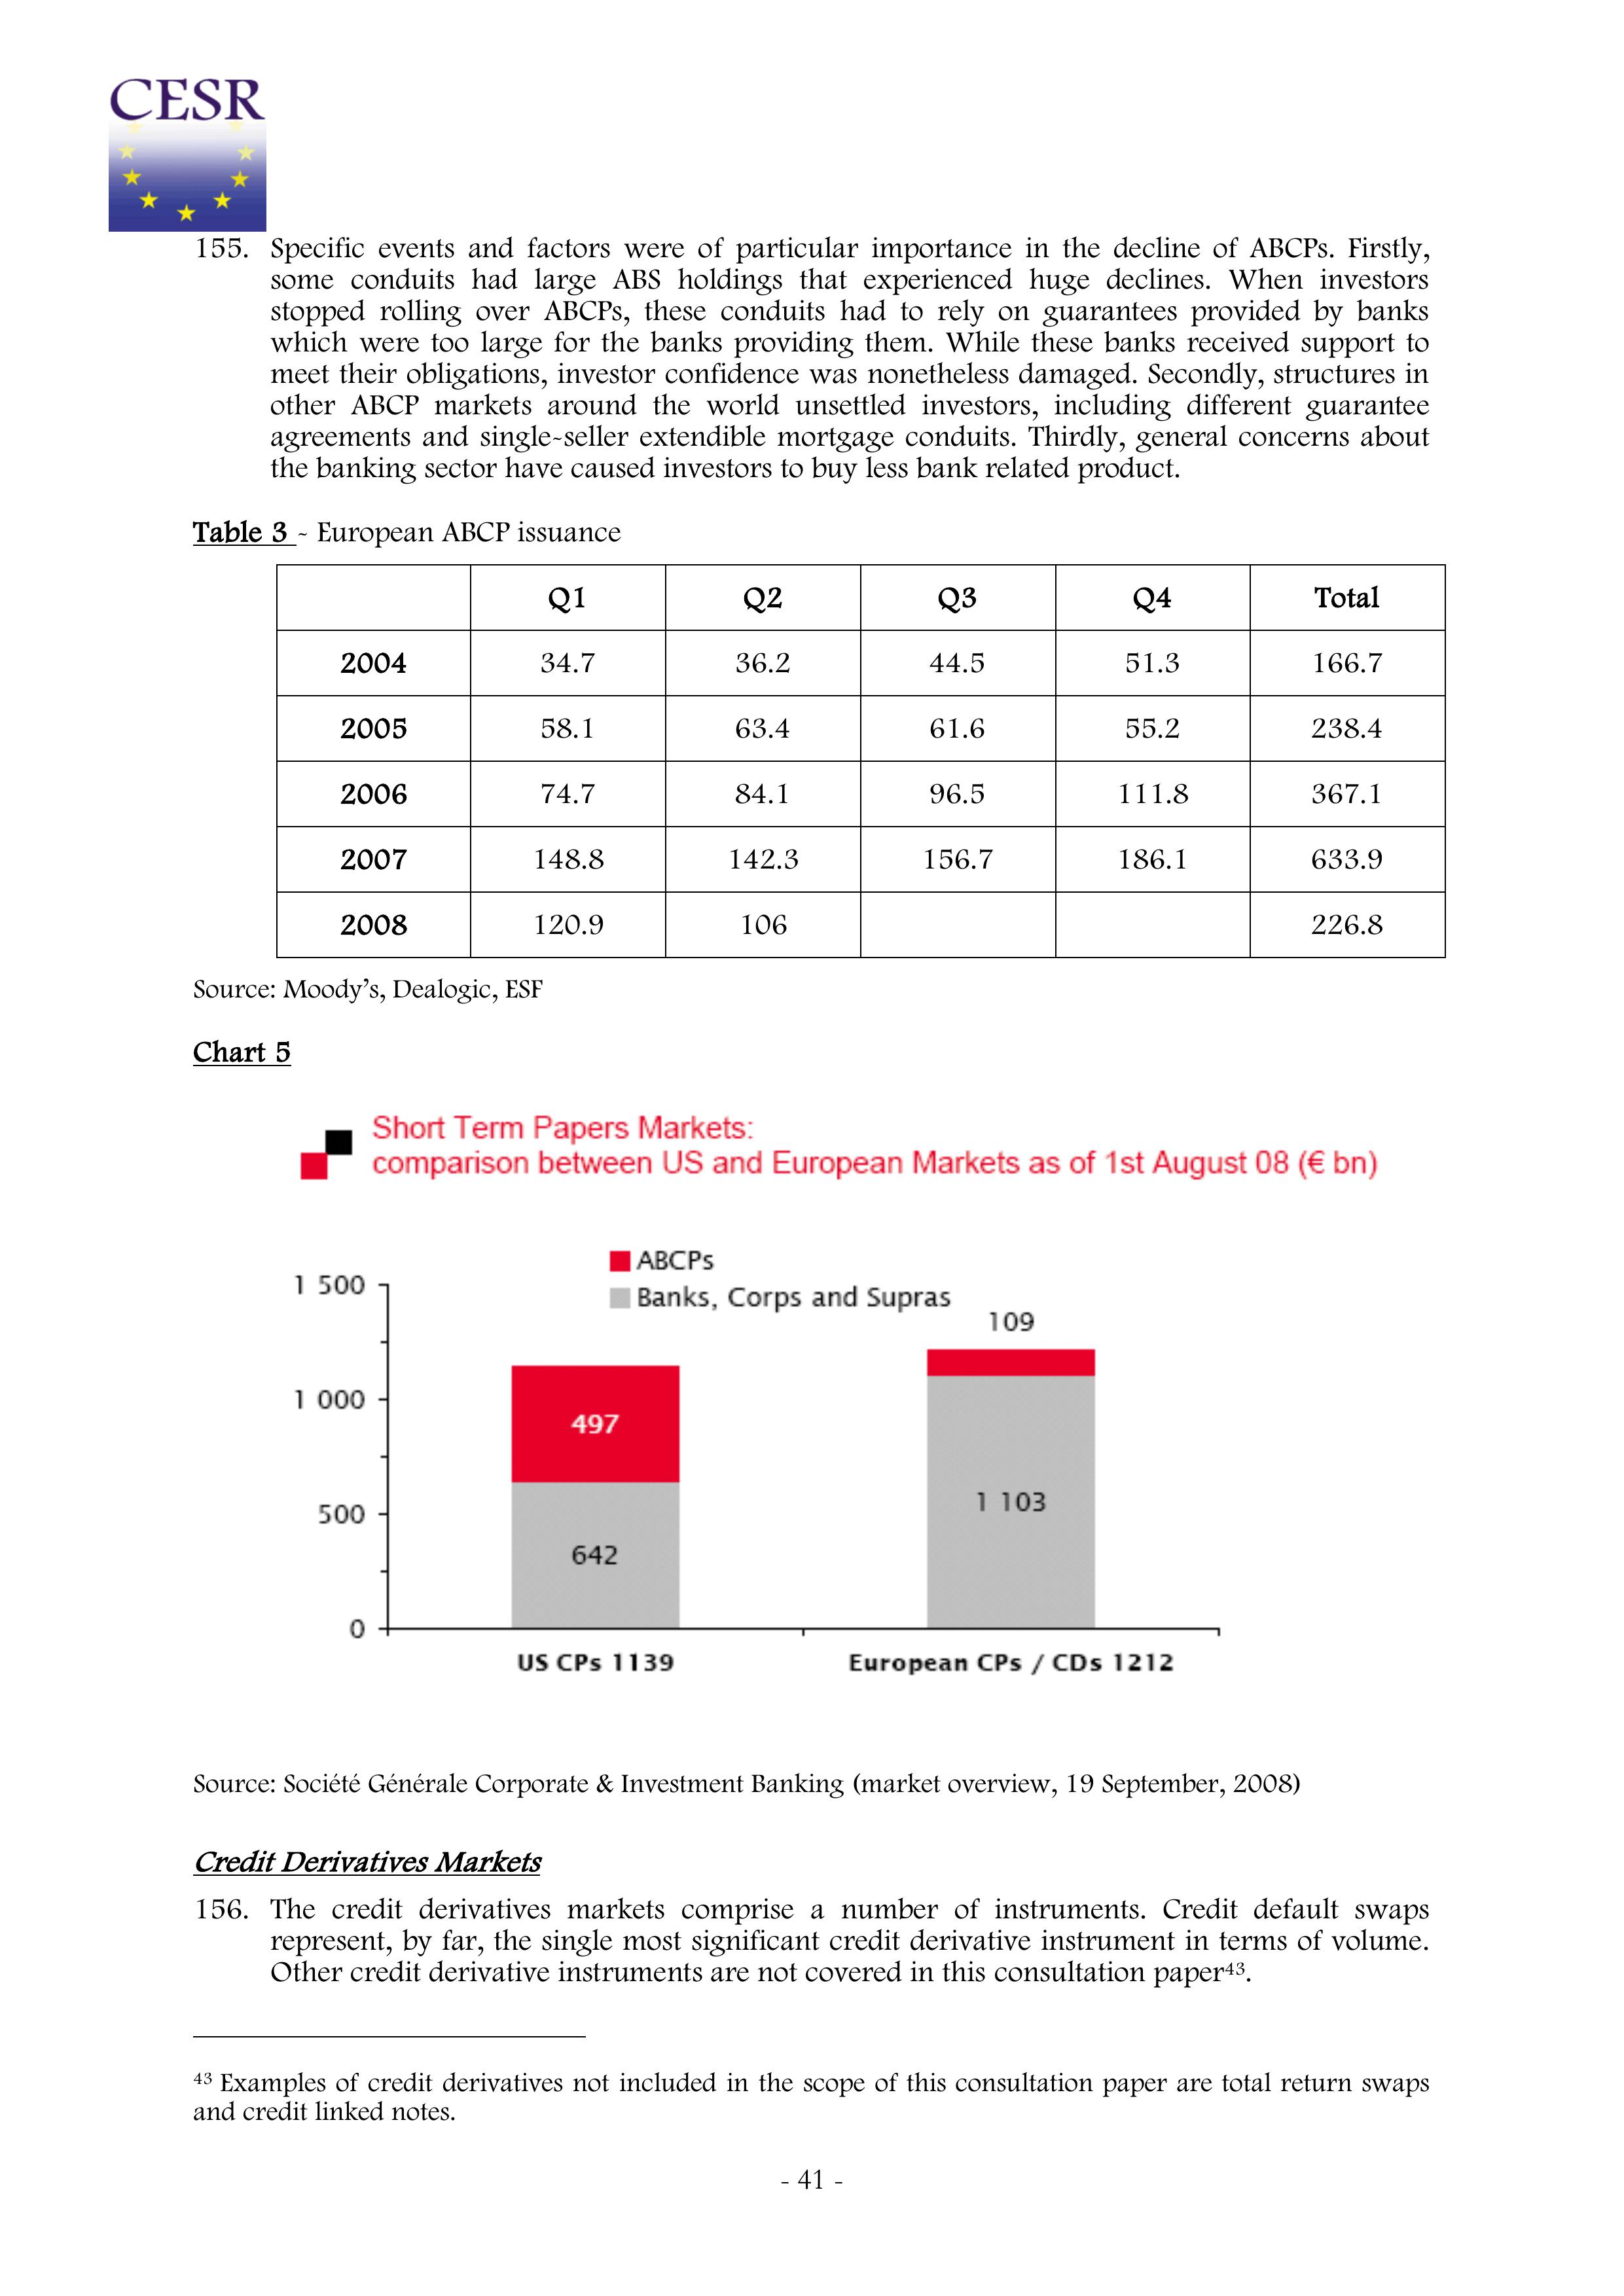 CESR
155. Specific events and factors were of particular importance in the decline of ABCPs. Firstly,
some conduits had large ABS holdings that experienced huge declines. When investors
stopped rolling over ABCPs, these conduits had to rely on guarantees provided by banks
which were too large for the banks providing them. While these banks received support to
meet their obligations, investor confidence was nonetheless damaged. Secondly, structures in
other ABCP markets around the world unsettled investors, including different guarantee
agreements and single-seller extendible mortgage conduits. Thirdly, general concerns about
the banking sector have caused investors to buy less bank related product.
Table 3 - European ABCP issuance
Q1 Q2 Q3 Q4 Total
2004 34.7 36.2 44.5 51.3 166.7
2005 58.1 63.4 61.6 55.2 238.4
2006 74.7 84.1 96.5 111.8 367.1
2007 148.8 142.3 156.7 186.1 633.9
2008 120.9 106 226.8
Source: Moody's, Dealogic, ESF
Chart 5
Short Term Papers Markets:
comparison between US and European Markets as of 1st August 08 (€ bn)
ABCPs
Banks, Corps and Supras
1 500
109
1 000
497
1 103
500
642
0
US CPs 1139 European CPs / CDs 1212
Source: Société Générale Corporate & Investment Banking (market overview, 19 September, 2008)
Credit Derivatives Markets
156. The credit derivatives markets comprise a number of instruments. Credit default swaps
represent, by far, the single most significant credit derivative instrument in terms of volume.
Other credit derivative instruments are not covered in this consultation paper43.
43 Examples of credit derivatives not included in the scope of this consultation paper are total return swaps
and credit linked notes.
- 41 -